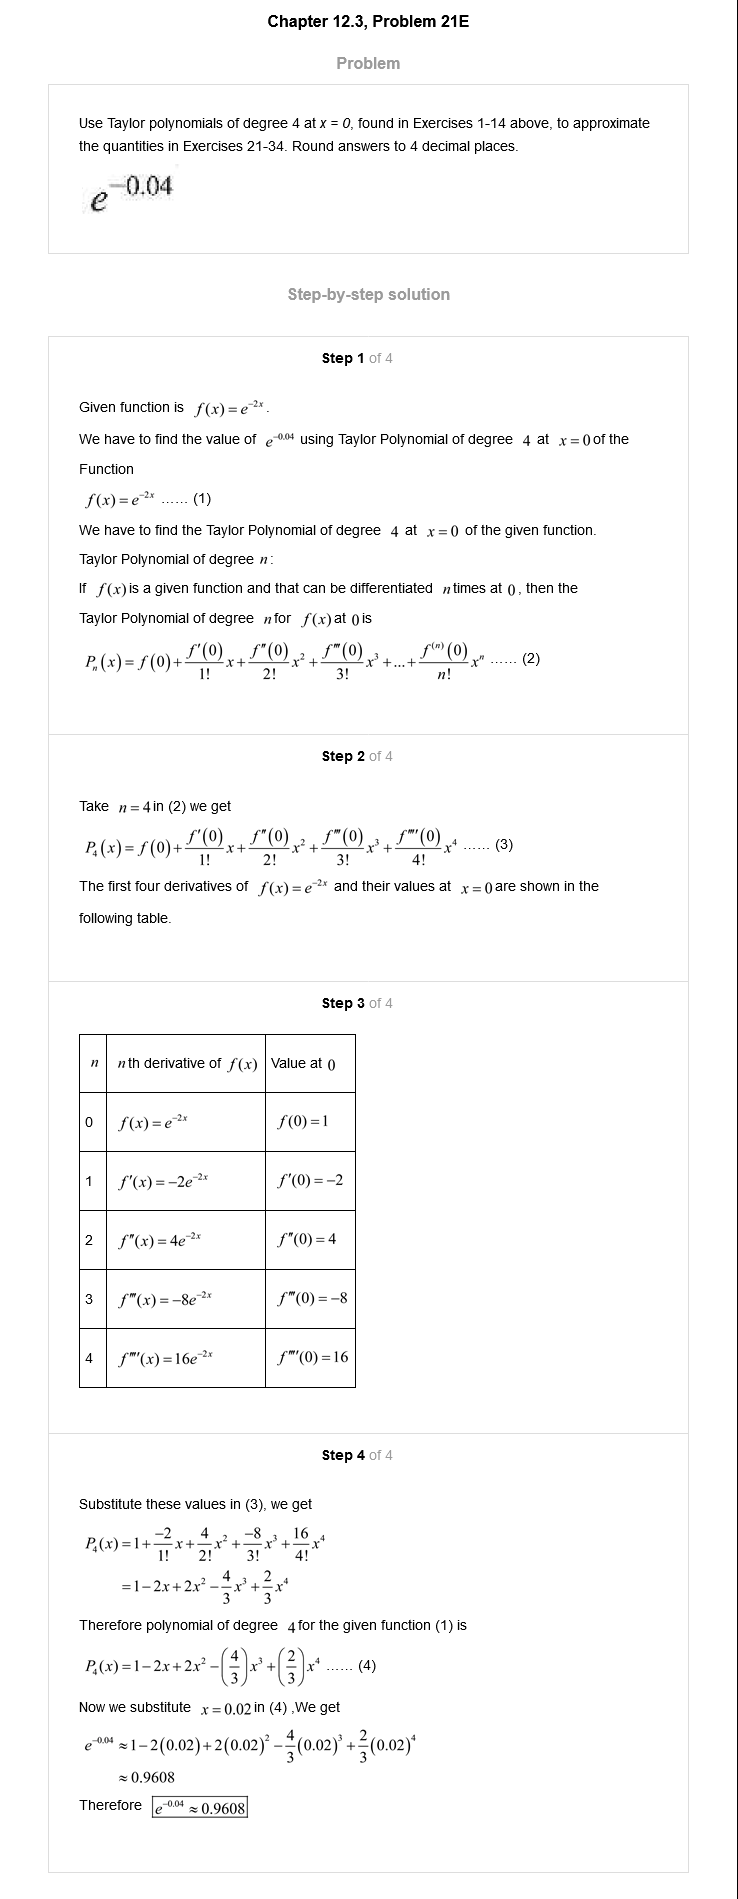 Chapter 12.3, Problem 21E
Problem
Use Taylor polynomials of degree 4 at x = 0, found in Exercises 1-14 above, to approximate
the quantities in Exercises 21-34. Round answers to 4 decimal places.
e^{-0.04}
Step-by-step solution
Step 1 of 4
Given function is f(x) = e^{-2x}.
We have to find the value of e^{-0.04} using Taylor Polynomial of degree 4 at x = 0 of the
Function
f(x) = e^{-2x} ...... (1)
We have to find the Taylor Polynomial of degree 4 at x = 0 of the given function.
Taylor Polynomial of degree n:
If f(x) is a given function and that can be differentiated n times at 0, then the
Taylor Polynomial of degree n for f(x) at 0 is
P_n(x) = f(0) + \frac{f'(0)}{1!}x + \frac{f''(0)}{2!}x^2 + \frac{f'''(0)}{3!}x^3 + ... + \frac{f^{(n)}(0)}{n!}x^n ...... (2)
Step 2 of 4
Take n = 4 in (2) we get
P_4(x) = f(0) + \frac{f'(0)}{1!}x + \frac{f''(0)}{2!}x^2 + \frac{f'''(0)}{3!}x^3 + \frac{f''''(0)}{4!}x^4 ...... (3)
The first four derivatives of f(x) = e^{-2x} and their values at x = 0 are shown in the
following table.
Step 3 of 4
n nth derivative of f(x) Value at 0
0 f(x) = e^{-2x} f(0) = 1
1 f'(x) = -2e^{-2x} f'(0) = -2
2 f''(x) = 4e^{-2x} f''(0) = 4
3 f'''(x) = -8e^{-2x} f'''(0) = -8
4 f''''(x) = 16e^{-2x} f''''(0) = 16
Step 4 of 4
Substitute these values in (3), we get
P_4(x) = 1 + \frac{-2}{1!}x + \frac{4}{2!}x^2 + \frac{-8}{3!}x^3 + \frac{16}{4!}x^4
= 1 - 2x + 2x^2 - \frac{4}{3}x^3 + \frac{2}{3}x^4
Therefore polynomial of degree 4 for the given function (1) is
P_4(x) = 1 - 2x + 2x^2 - \left(\frac{4}{3}\right)x^3 + \left(\frac{2}{3}\right)x^4 ...... (4)
Now we substitute x = 0.02 in (4) ,We get
e^{-0.04} ≈ 1 - 2(0.02) + 2(0.02)^2 - \frac{4}{3}(0.02)^3 + \frac{2}{3}(0.02)^4
≈ 0.9608
Therefore e^{-0.04} ≈ 0.9608